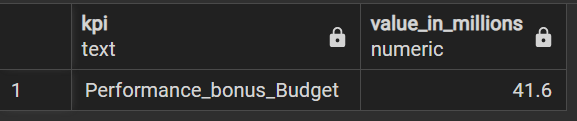 kpi value_in_millions
text numeric
1 Performance_bonus_Budget 41.6